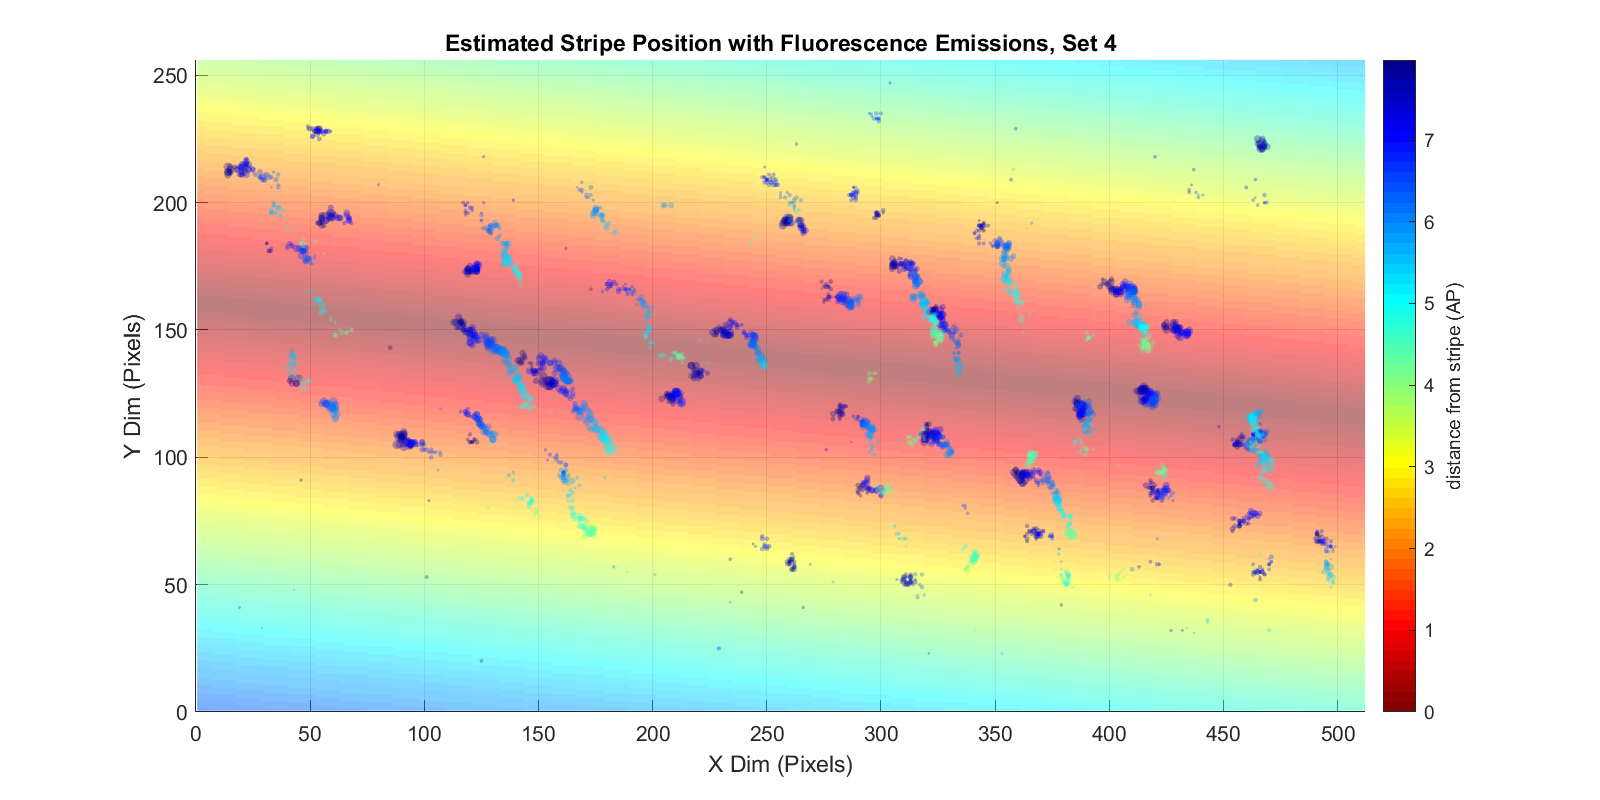 Estimated Stripe Position with Fluorescence Emissions, Set 4
250
200
150
100
50
0
Y Dim (Pixels)
0 50 100 150 200 250 300 350 400 450 500
X Dim (Pixels)
7
6
5
4
3
2
1
0
distance from stripe (AP)